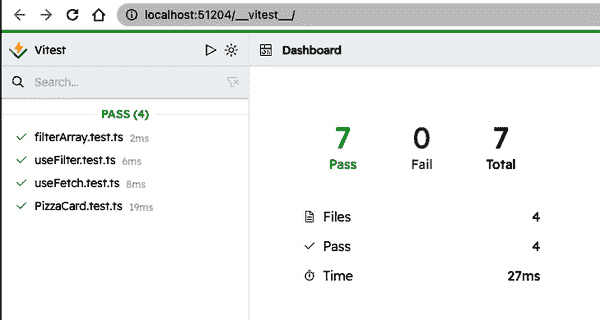 localhost:51204/__vitest__/
Vitest
Dashboard
Search...
PASS (4)
filterArray.test.ts 2ms
useFilter.test.ts 6ms
useFetch.test.ts 8ms
PizzaCard.test.ts 19ms
7 0 7
Pass Fail Total
Files 4
Pass 4
Time 27ms